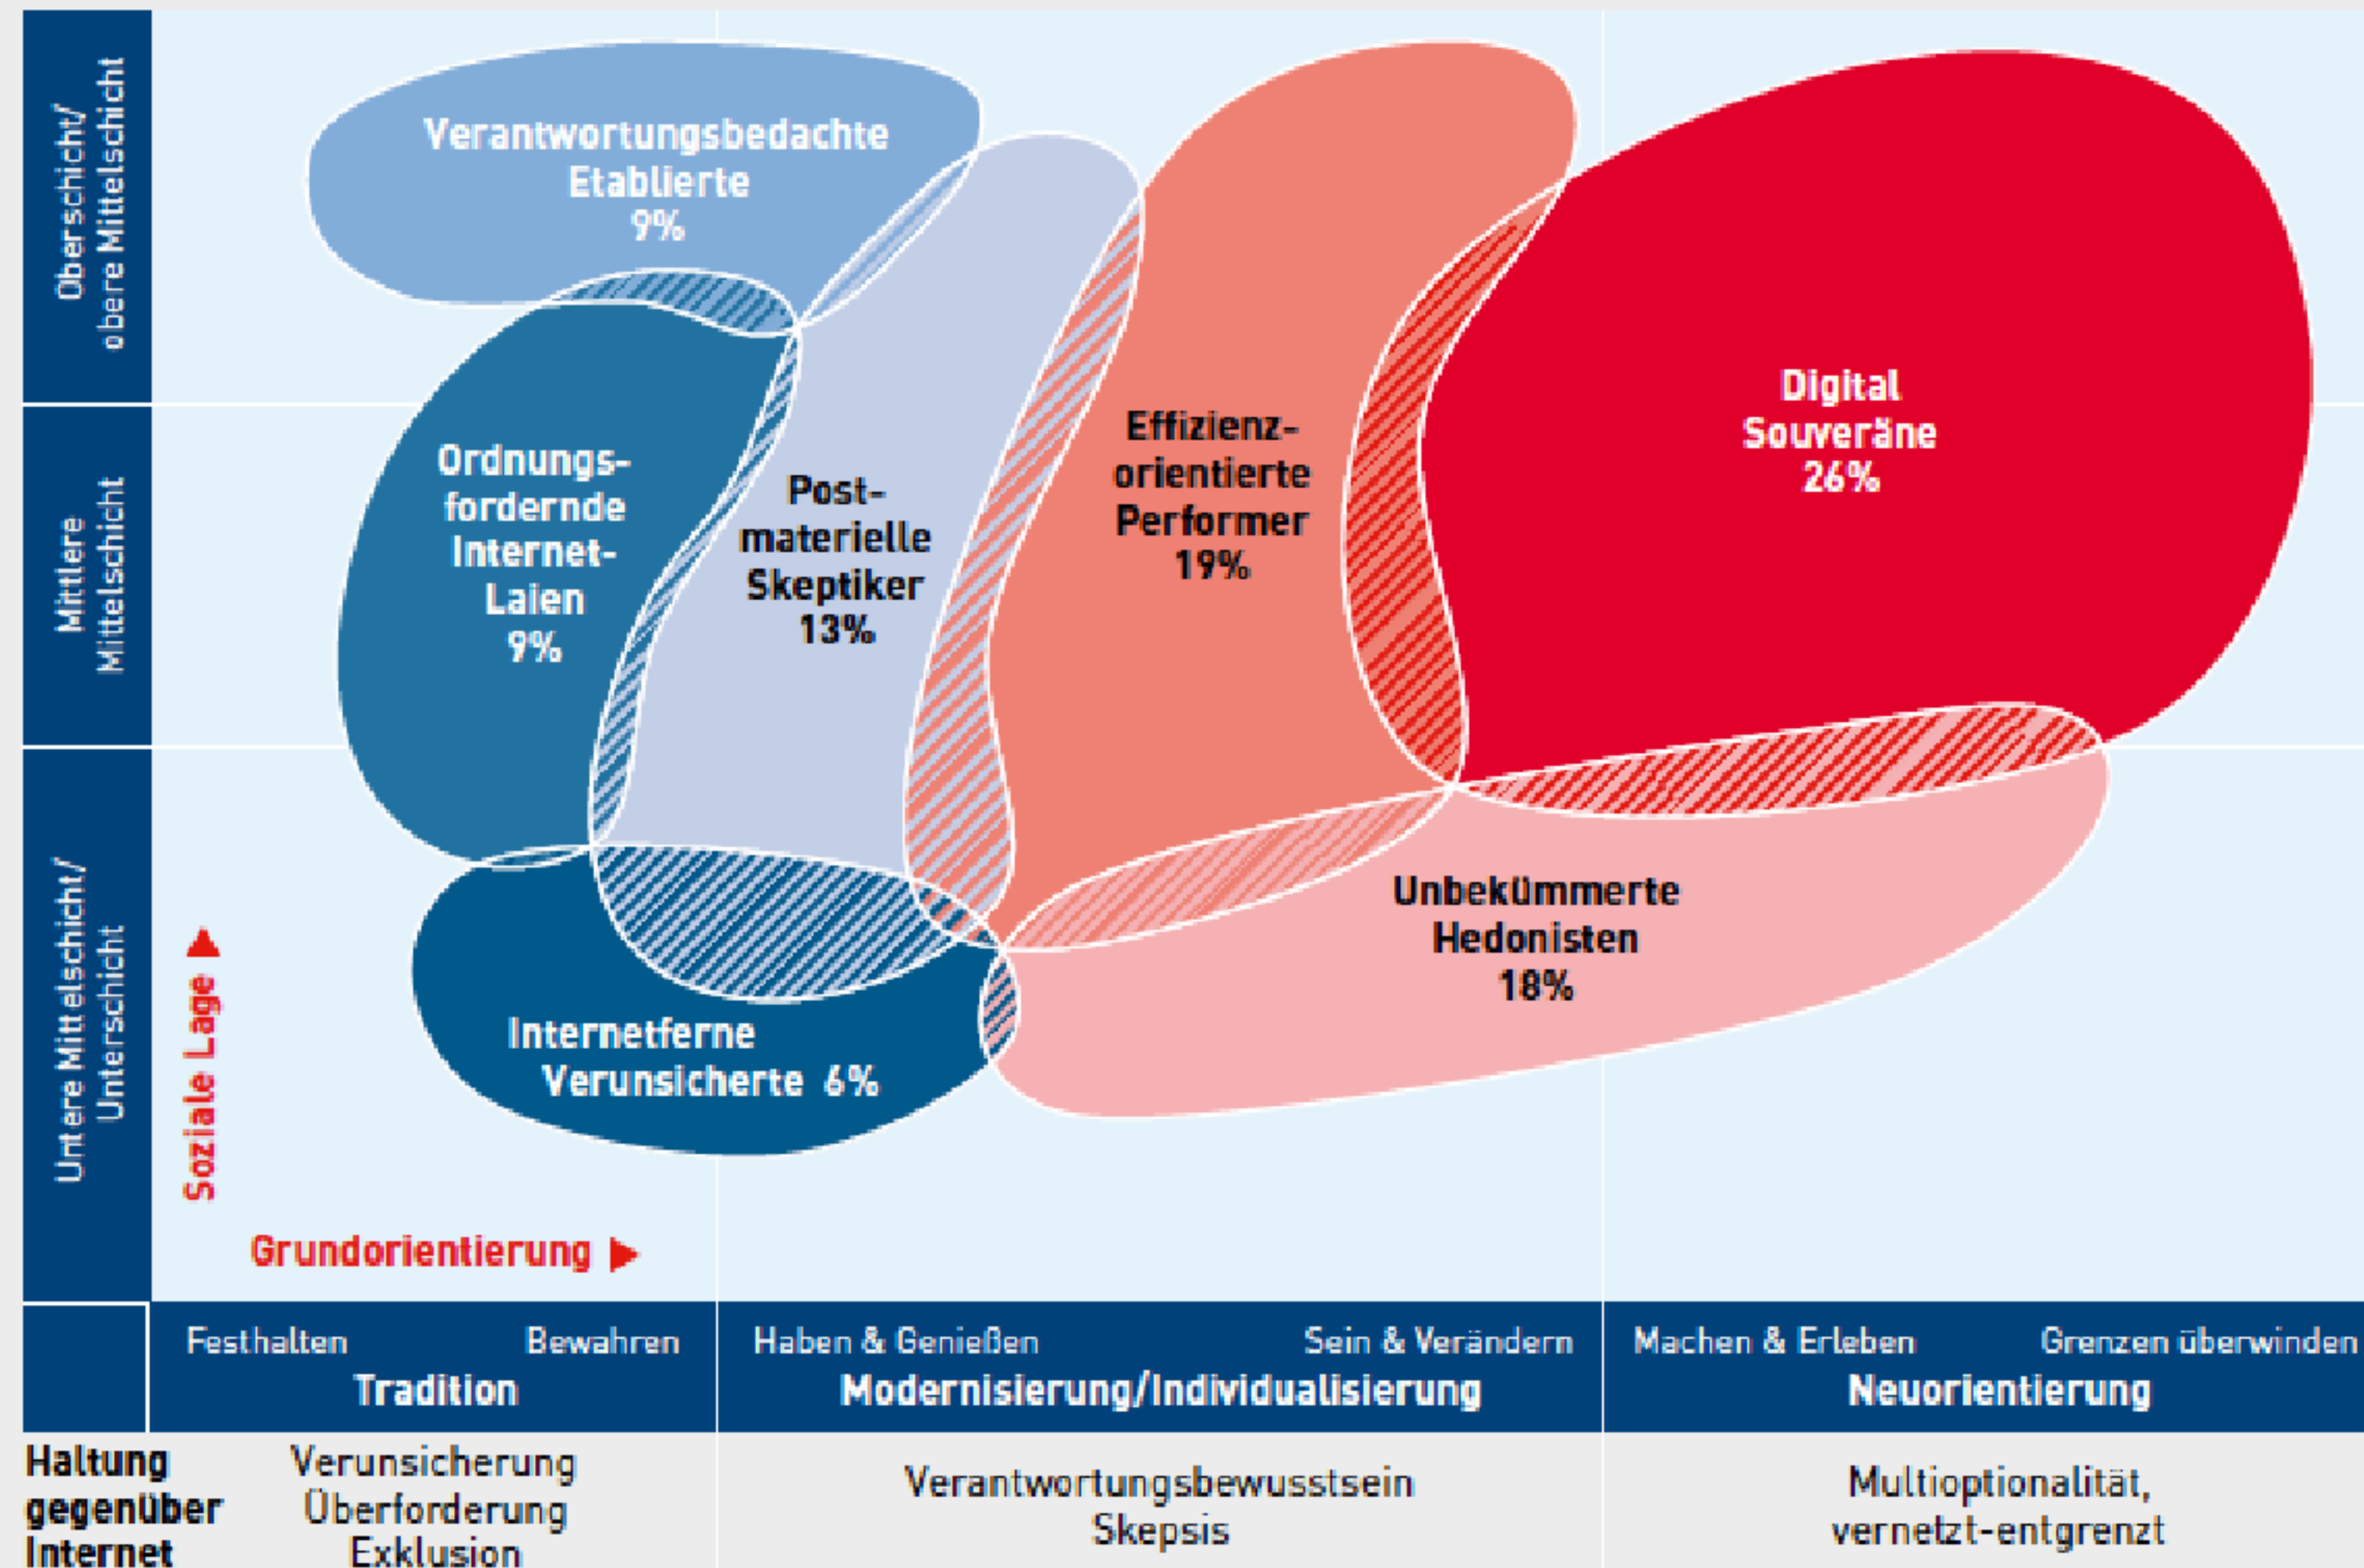 Oberschicht/
obere Mittelschicht
Mittlere
Mittelschicht
Untere Mittelschicht/
Unterschicht
Soziale Lage ▲
Grundorientierung ▶
Verantwortungsbedachte
Etablierte
9%
Ordnungs-
fordernde
Internet-
Laien
9%
Post-
materielle
Skeptiker
13%
Effizienz-
orientierte
Performer
19%
Digital
Souveräne
26%
Unbekümmerte
Hedonisten
18%
Internetferne
Verunsicherte 6%
Festhalten Bewahren Haben & Genießen Sein & Verändern Machen & Erleben Grenzen überwinden
Tradition Modernisierung/Individualisierung Neuorientierung
Haltung
gegenüber
Internet
Verunsicherung
Überforderung
Exklusion
Verantwortungsbewusstsein
Skepsis
Multioptionalität,
vernetzt-entgrenzt